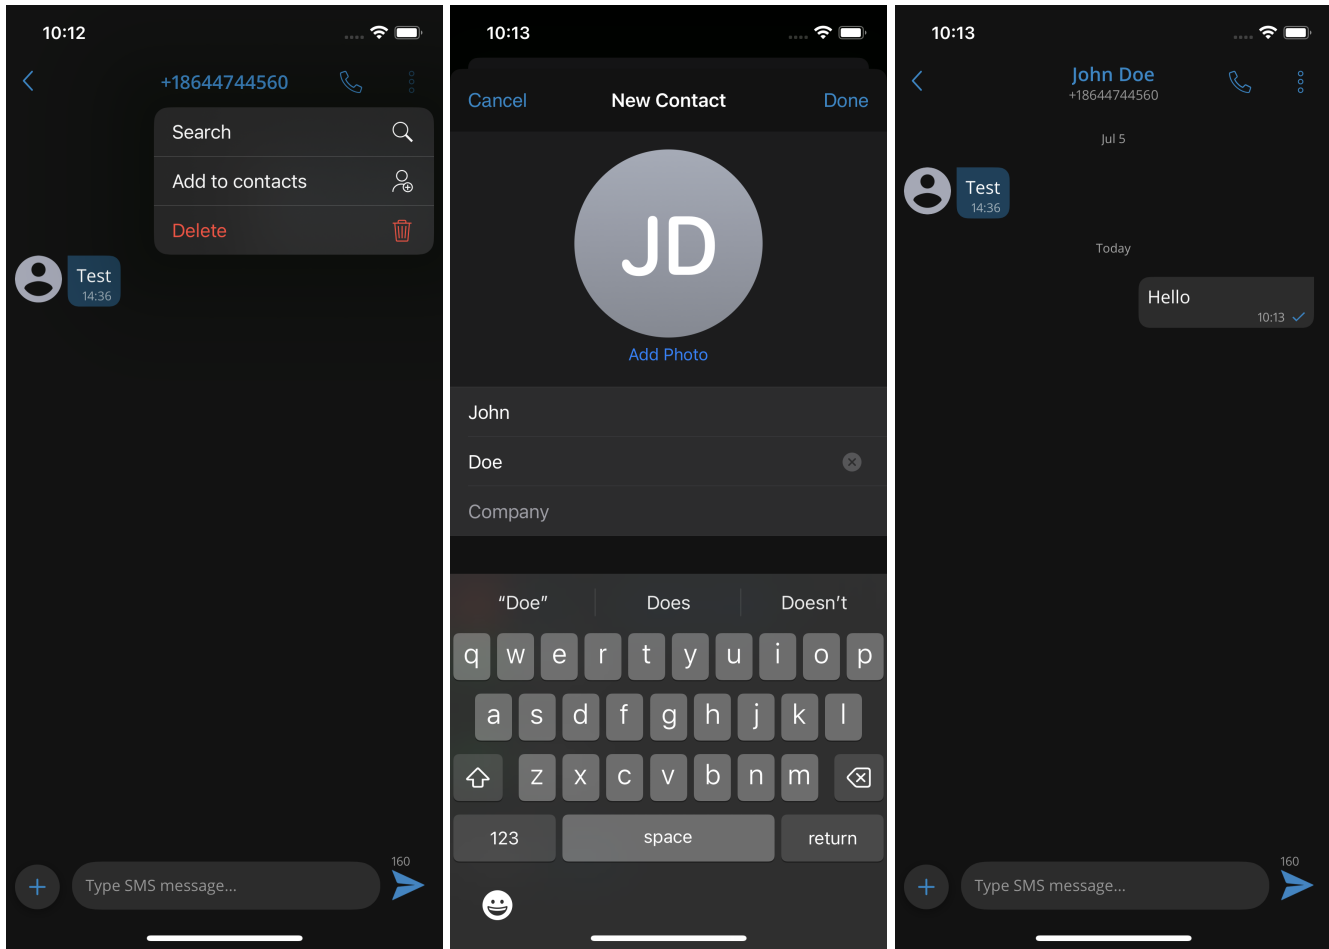 10:12
+18644744560
Search
Add to contacts
Delete
Test
14:36
160
Type SMS message...
10:13
Cancel
New Contact
Done
JD
Add Photo
John
Doe
Company
“Doe”
Does
Doesn’t
q w e r t y u i o p
a s d f g h j k l
z x c v b n m
123
space
return
10:13
John Doe
+18644744560
Jul 5
Test
14:36
Today
Hello
10:13
160
Type SMS message...